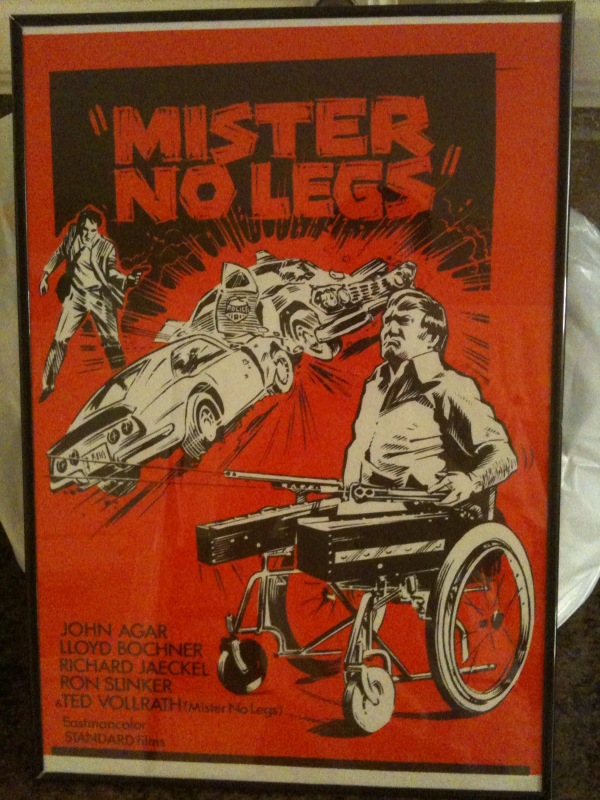 "MISTER
NO LEGS"
POLICE
JOHN AGAR
LLOYD BOCHNER
RICHARD JAECKEL
RON SLINKER
& TED VOLLRATH (Mister No Legs)
Eastmancolor
STANDARD films